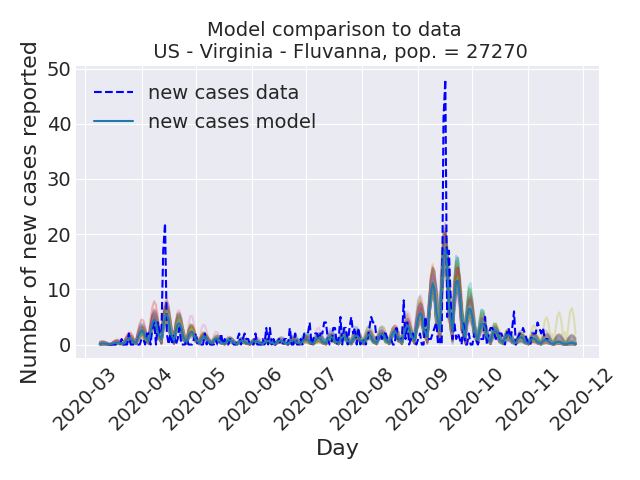 Model comparison to data
US - Virginia - Fluvanna, pop. = 27270
Number of new cases reported
50
40
30
20
10
0
new cases data
new cases model
2020-03
2020-04
2020-05
2020-06
2020-07
2020-08
2020-09
2020-10
2020-11
2020-12
Day